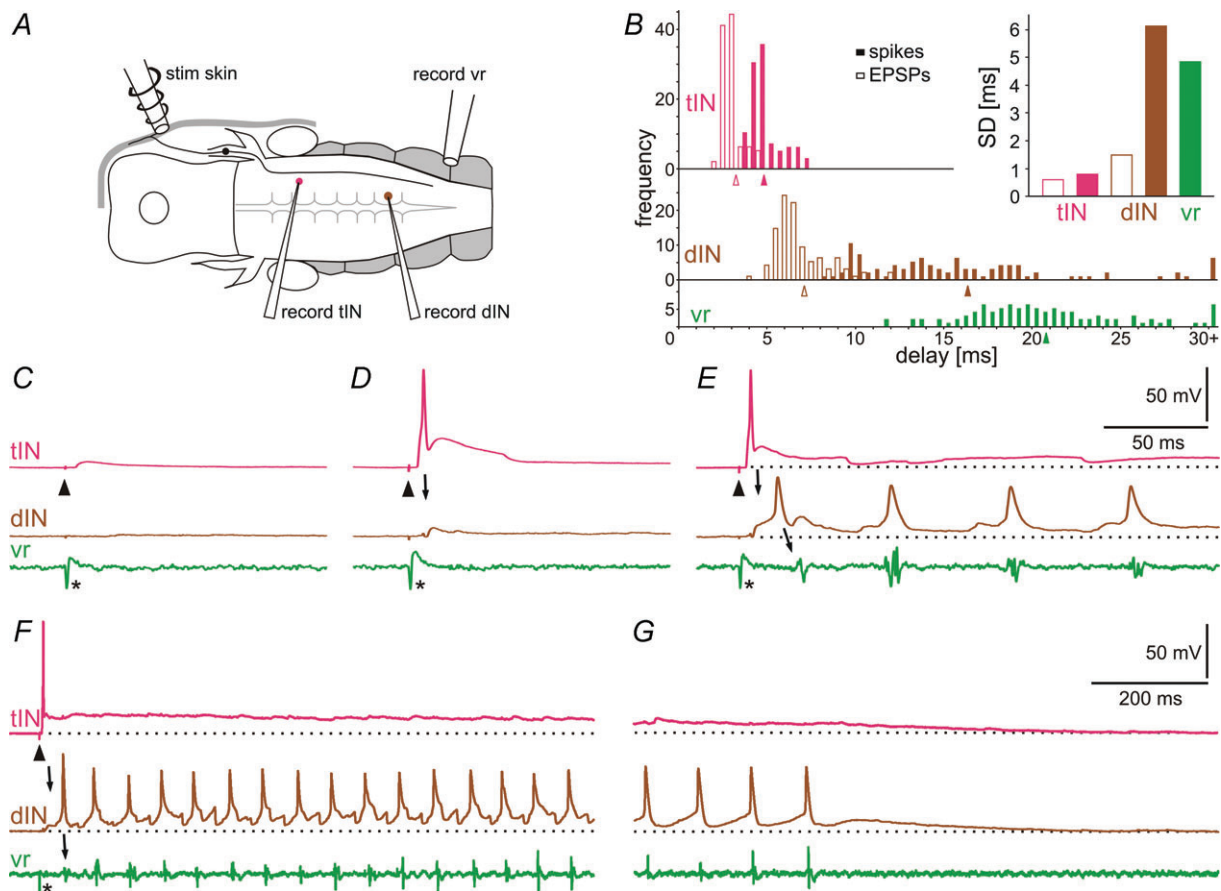 A
stim skin
record vr
record tIN
record dIN
B
spikes
EPSPs
frequency
40
20
0
tIN
20
10
0
dIN
5
vr
0 5 10 15 20 25 30+
delay [ms]
SD [ms]
6
5
4
3
2
1
0
tIN dIN vr
C D E
50 mV
50 ms
tIN
dIN
vr
* * *
F G
50 mV
200 ms
tIN
dIN
vr
*